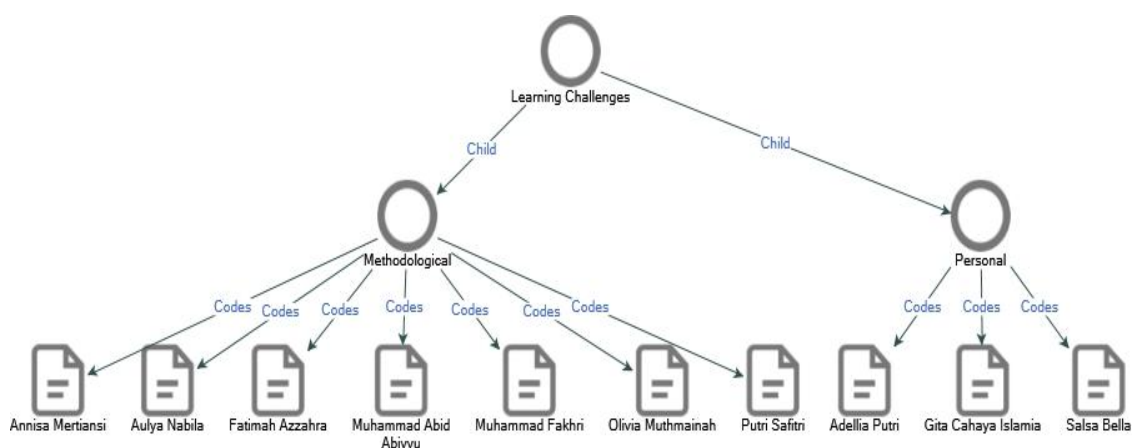 Learning Challenges
Child
Child
Methodological
Personal
Codes
Codes
Codes
Codes
Codes
Codes
Codes
Codes
Codes
Codes
Annisa Mertiansi
Aulya Nabila
Fatimah Azzahra
Muhammad Abid
Abiyyu
Muhammad Fakhri
Olivia Muthmainah
Putri Safitri
Adellia Putri
Gita Cahaya Islamia
Salsa Bella